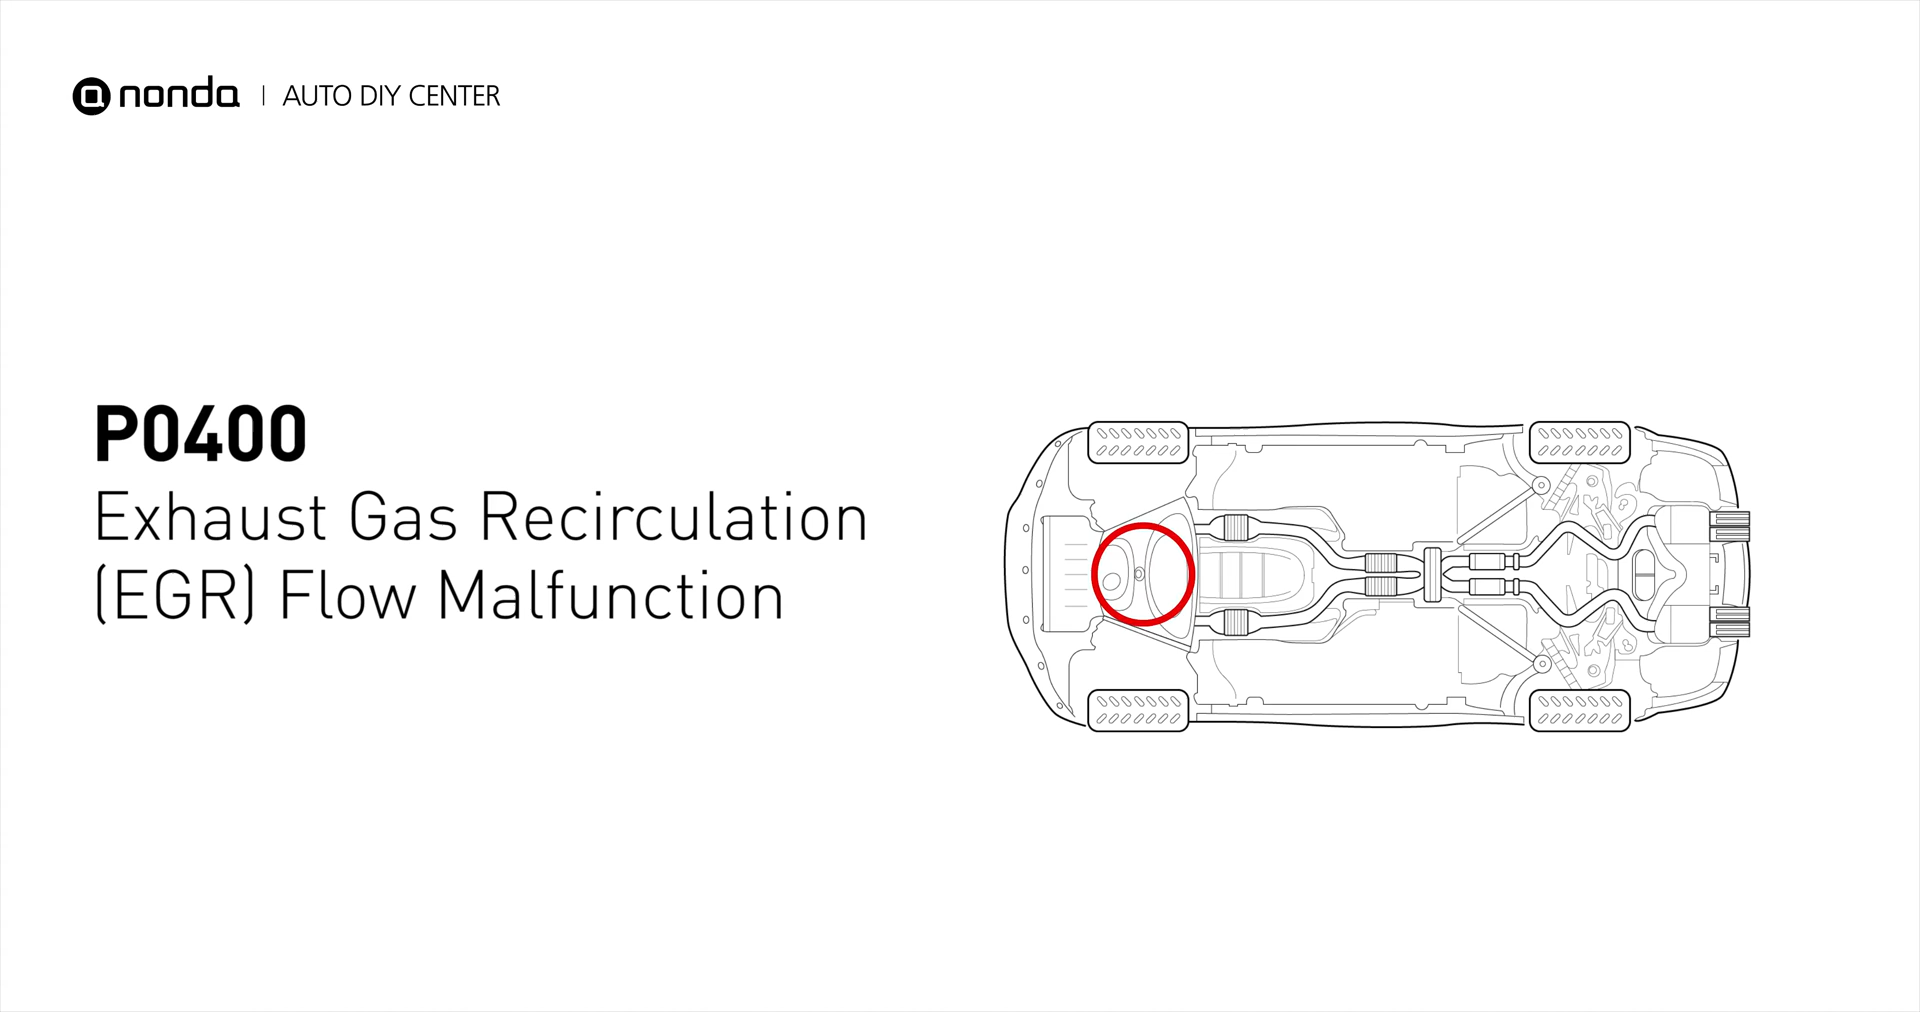 nonda | AUTO DIY CENTER
P0400
Exhaust Gas Recirculation
(EGR) Flow Malfunction